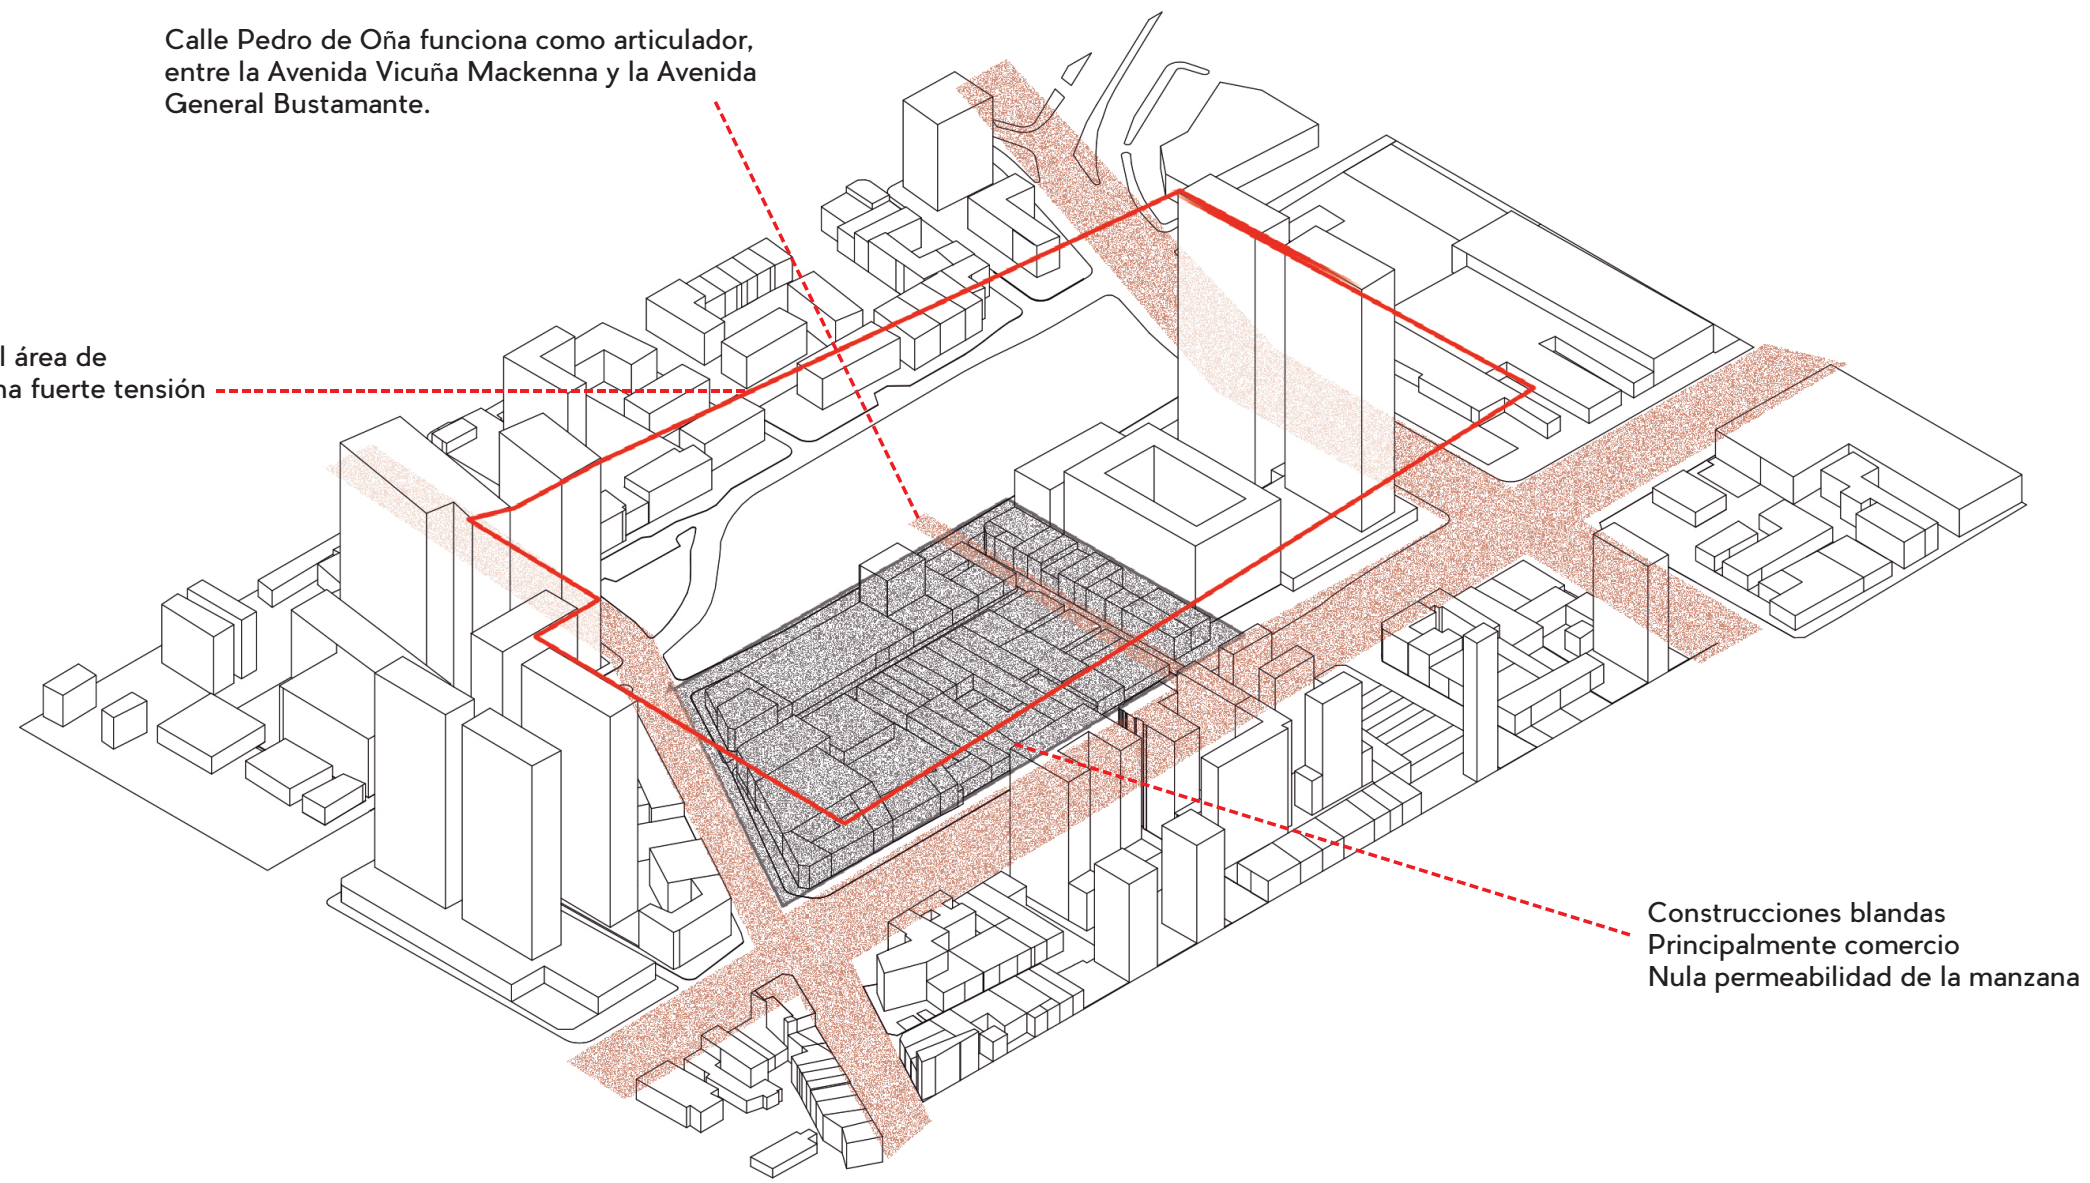 Calle Pedro de Oña funciona como articulador,
entre la Avenida Vicuña Mackenna y la Avenida
General Bustamante.
l área de
na fuerte tensión
Construcciones blandas
Principalmente comercio
Nula permeabilidad de la manzana